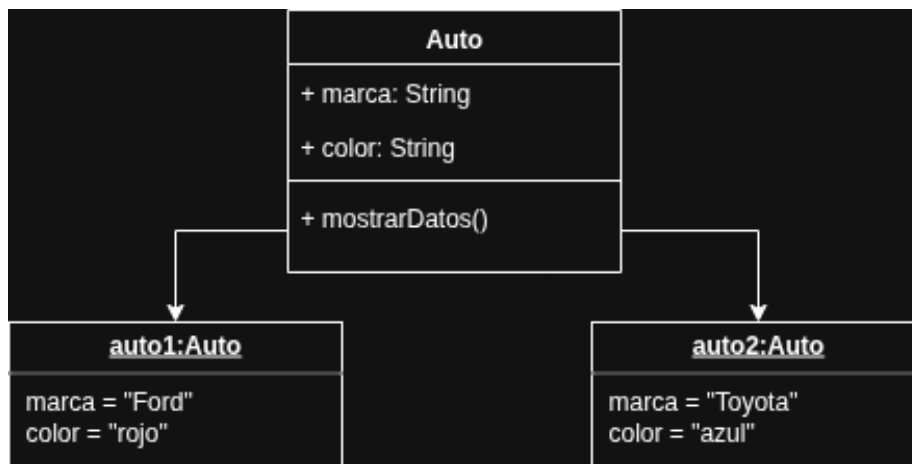 Auto
+ marca: String
+ color: String
+ mostrarDatos()
auto1:Auto
marca = "Ford"
color = "rojo"
auto2:Auto
marca = "Toyota"
color = "azul"